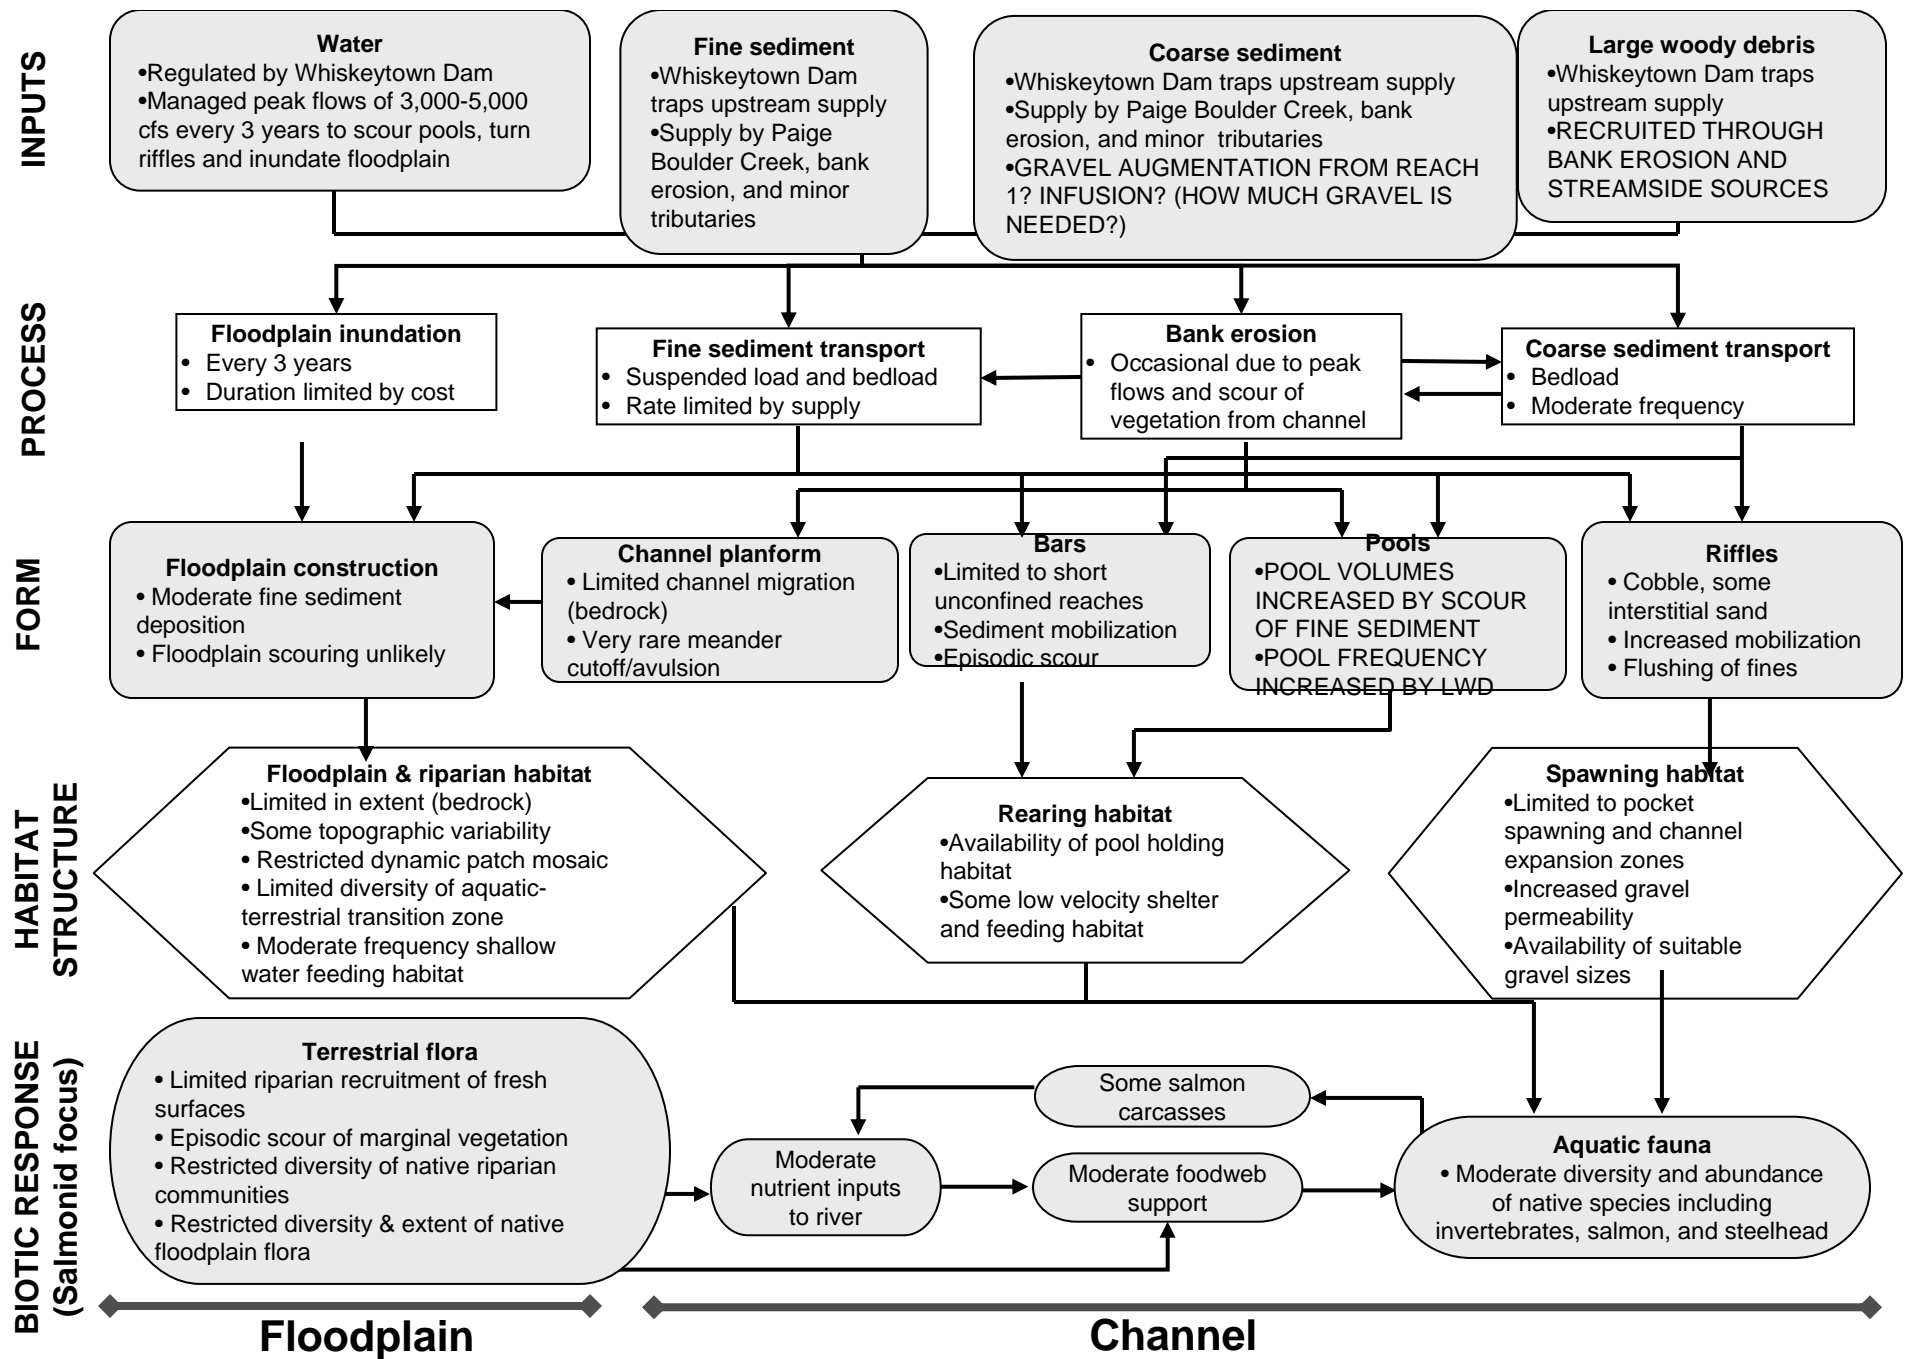 INPUTS
Water
•Regulated by Whiskeytown Dam
•Managed peak flows of 3,000-5,000
cfs every 3 years to scour pools, turn
riffles and inundate floodplain
Fine sediment
•Whiskeytown Dam
traps upstream supply
•Supply by Paige
Boulder Creek, bank
erosion, and minor
tributaries
Coarse sediment
•Whiskeytown Dam traps upstream supply
•Supply by Paige Boulder Creek, bank
erosion, and minor tributaries
•GRAVEL AUGMENTATION FROM REACH
1? INFUSION? (HOW MUCH GRAVEL IS
NEEDED?)
Large woody debris
•Whiskeytown Dam traps
upstream supply
•RECRUITED THROUGH
BANK EROSION AND
STREAMSIDE SOURCES
PROCESS
Floodplain inundation
• Every 3 years
• Duration limited by cost
Fine sediment transport
• Suspended load and bedload
• Rate limited by supply
Bank erosion
• Occasional due to peak
flows and scour of
vegetation from channel
Coarse sediment transport
• Bedload
• Moderate frequency
FORM
Floodplain construction
• Moderate fine sediment
deposition
• Floodplain scouring unlikely
Channel planform
• Limited channel migration
(bedrock)
• Very rare meander
cutoff/avulsion
Bars
•Limited to short
unconfined reaches
•Sediment mobilization
•Episodic scour
Pools
•POOL VOLUMES
INCREASED BY SCOUR
OF FINE SEDIMENT
•POOL FREQUENCY
INCREASED BY LWD
Riffles
• Cobble, some
interstitial sand
• Increased mobilization
• Flushing of fines
HABITAT
STRUCTURE
Floodplain & riparian habitat
•Limited in extent (bedrock)
•Some topographic variability
• Restricted dynamic patch mosaic
• Limited diversity of aquatic-
terrestrial transition zone
• Moderate frequency shallow
water feeding habitat
Rearing habitat
•Availability of pool holding
habitat
•Some low velocity shelter
and feeding habitat
Spawning habitat
•Limited to pocket
spawning and channel
expansion zones
•Increased gravel
permeability
•Availability of suitable
gravel sizes
BIOTIC RESPONSE
(Salmonid focus)
Terrestrial flora
• Limited riparian recruitment of fresh
surfaces
• Episodic scour of marginal vegetation
• Restricted diversity of native riparian
communities
• Restricted diversity & extent of native
floodplain flora
Moderate
nutrient inputs
to river
Some salmon
carcasses
Moderate foodweb
support
Aquatic fauna
• Moderate diversity and abundance
of native species including
invertebrates, salmon, and steelhead
Floodplain
Channel